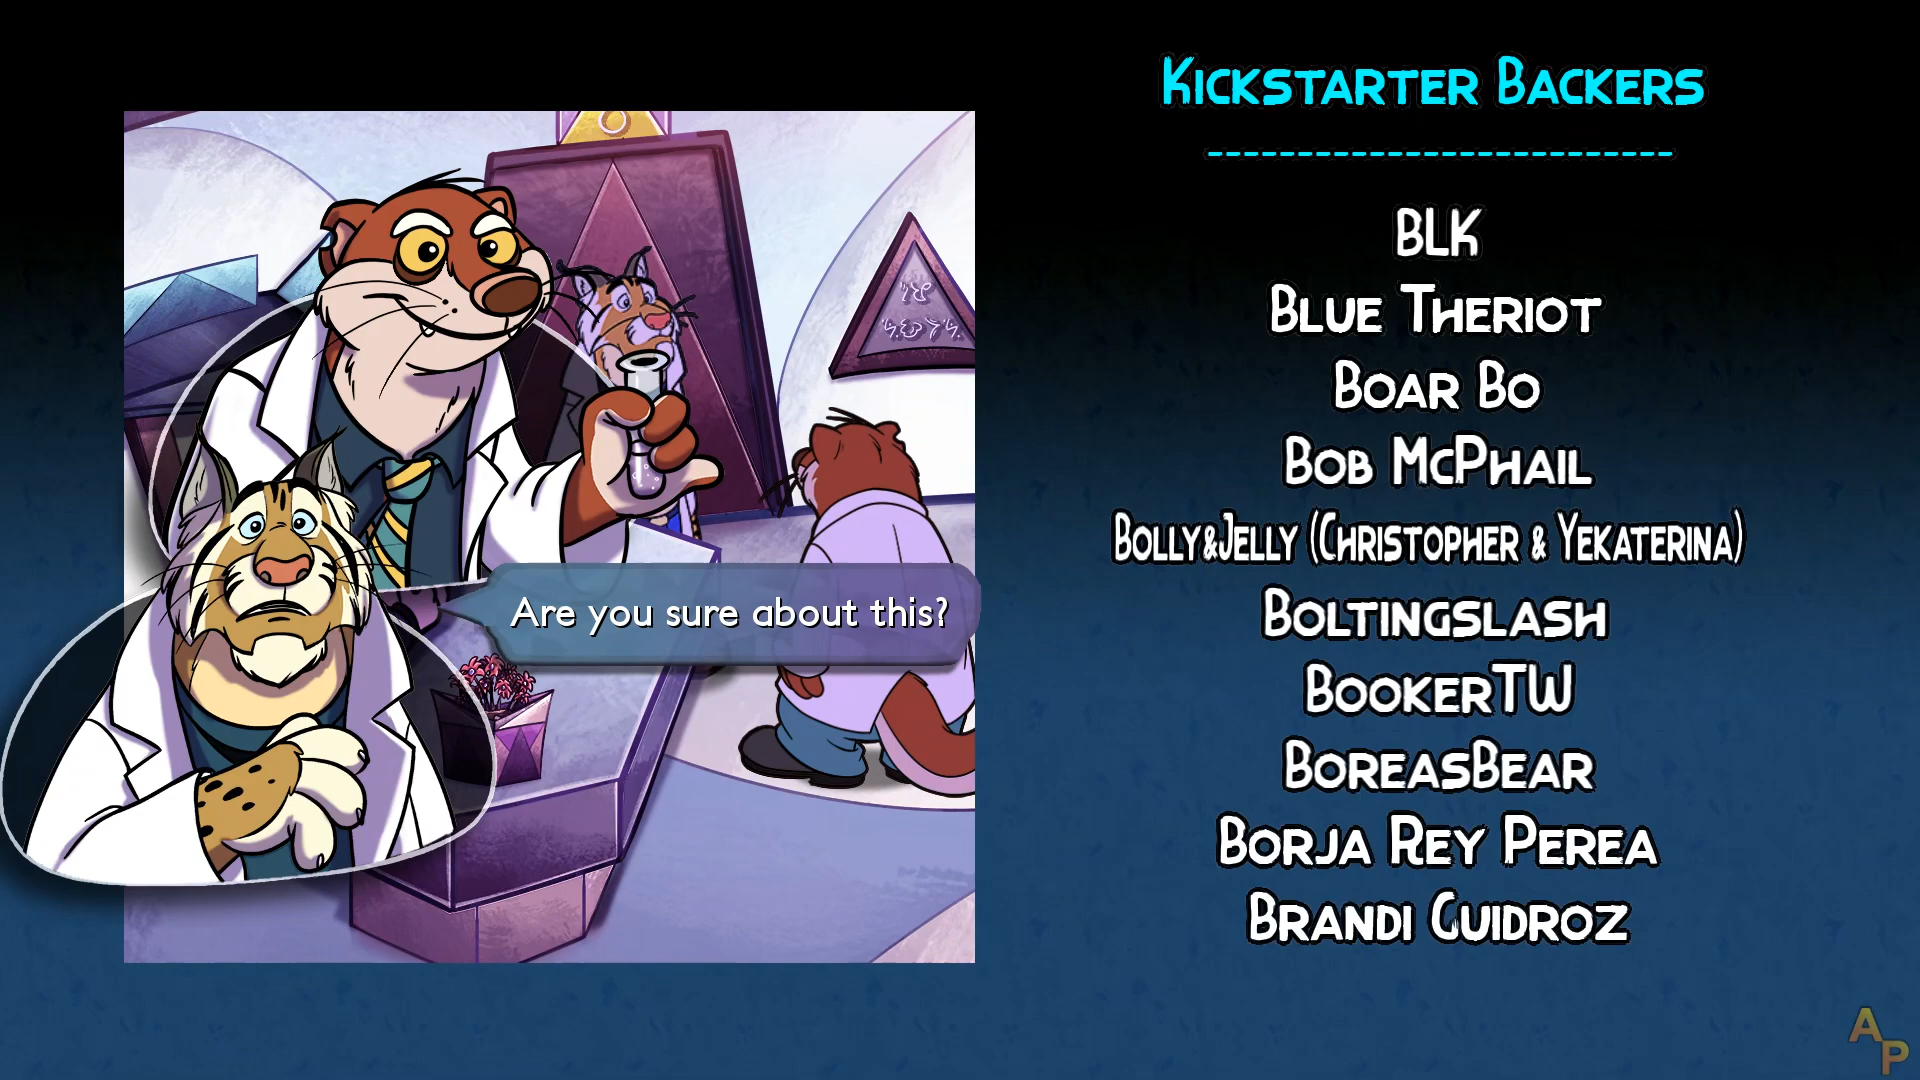 Kickstarter Backers
--------------------------
BLK
Blue Theriot
Boar Bo
Bob McPhail
Bolly&Jelly (Christopher & Yekaterina)
Boltingslash
BookerTW
BoreasBear
Borja Rey Perea
Brandi Guidroz
Are you sure about this?
AP